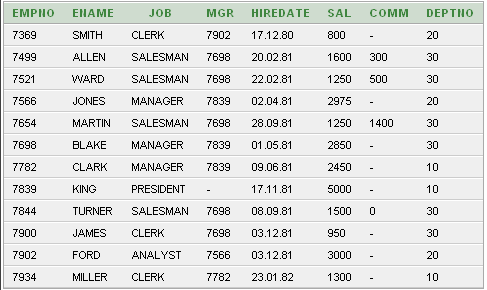 EMPNO ENAME JOB MGR HIREDATE SAL COMM DEPTNO
7369 SMITH CLERK 7902 17.12.80 800 - 20
7499 ALLEN SALESMAN 7698 20.02.81 1600 300 30
7521 WARD SALESMAN 7698 22.02.81 1250 500 30
7566 JONES MANAGER 7839 02.04.81 2975 - 20
7654 MARTIN SALESMAN 7698 28.09.81 1250 1400 30
7698 BLAKE MANAGER 7839 01.05.81 2850 - 30
7782 CLARK MANAGER 7839 09.06.81 2450 - 10
7839 KING PRESIDENT - 17.11.81 5000 - 10
7844 TURNER SALESMAN 7698 08.09.81 1500 0 30
7900 JAMES CLERK 7698 03.12.81 950 - 30
7902 FORD ANALYST 7566 03.12.81 3000 - 20
7934 MILLER CLERK 7782 23.01.82 1300 - 10